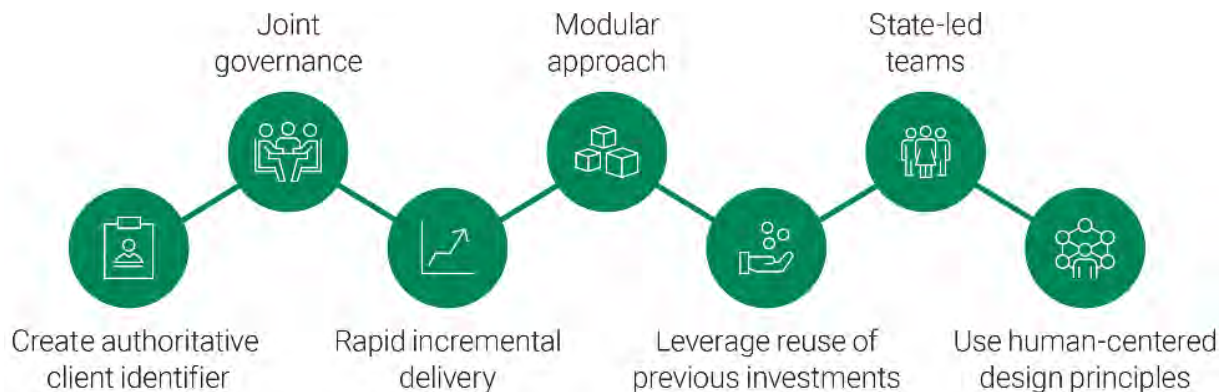 Joint
governance
Modular
approach
State-led
teams
Create authoritative
client identifier
Rapid incremental
delivery
Leverage reuse of
previous investments
Use human-centered
design principles